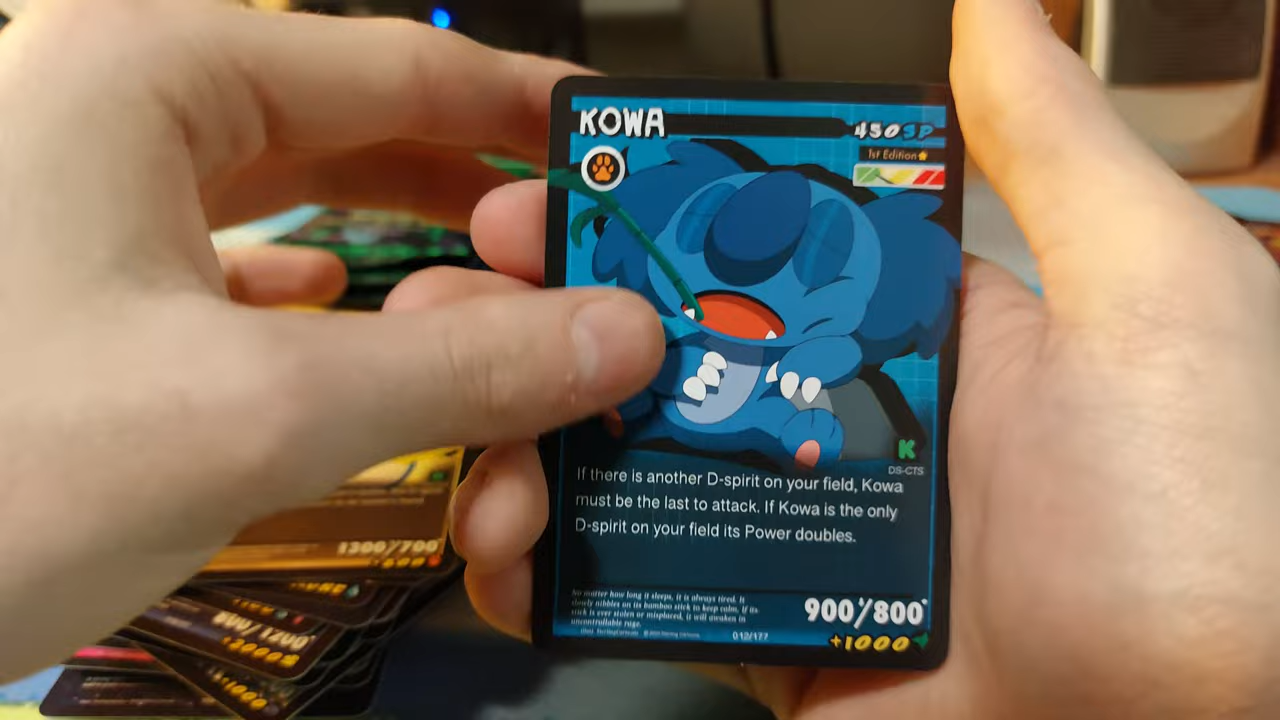 KOWA
450SP
1st Edition
K
DS-CTS
If there is another D-spirit on your field, Kowa
must be the last to attack. If Kowa is the only
D-spirit on your field its Power doubles.
No matter how long it sleeps, it is always tired. It
slowly nibbles on its bamboo stick to keep calm, if its
stick is ever stolen or misplaced, it will awaken in
uncontrollable rage.
012/177
900/800
+1000
1300/700
+600
800/1200
+2000
+1000